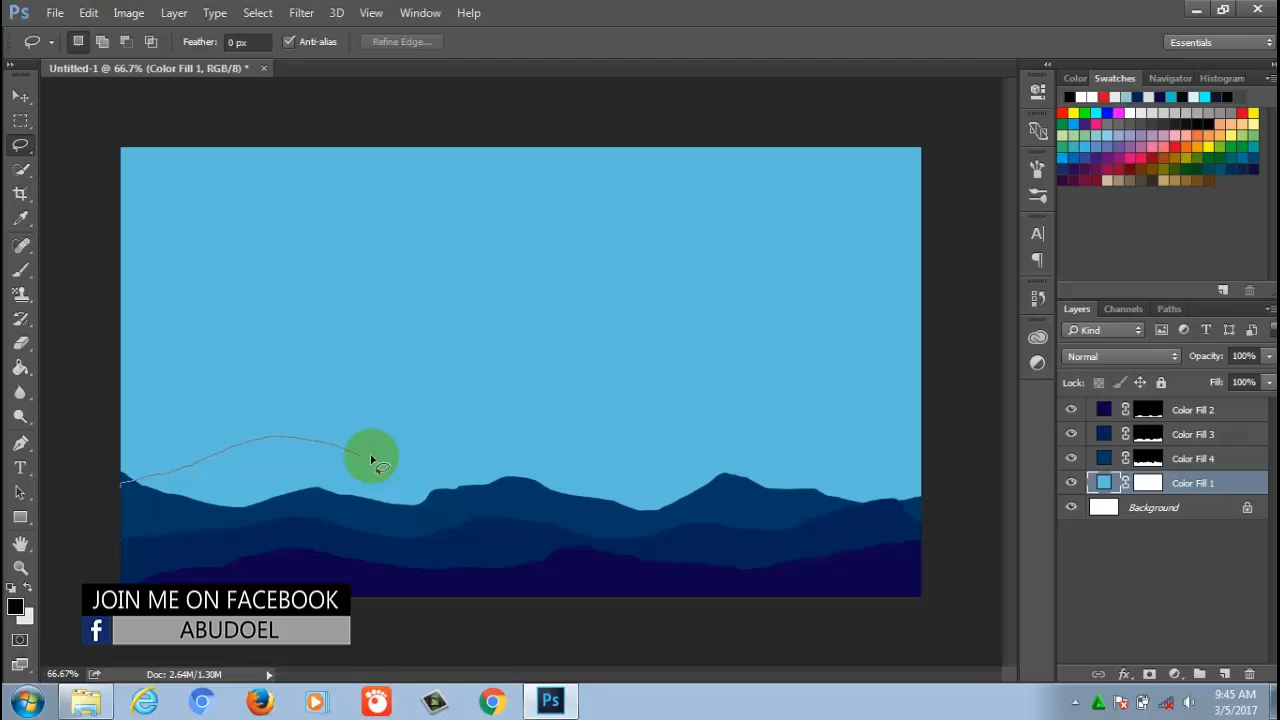 Ps File Edit Image Layer Type Select Filter 3D View Window Help
Feather: 0 px Anti-alias Refine Edge... Essentials
Untitled-1 @ 66.7% (Color Fill 1, RGB/8) * ×
Color Swatches Navigator Histogram
Layers Channels Paths
Kind
Normal Opacity: 100%
Lock: Fill: 100%
Color Fill 2
Color Fill 3
Color Fill 4
Color Fill 1
Background
JOIN ME ON FACEBOOK
f ABUDOEL
66.67% Doc: 2.64M/1.30M
Ps
9:45 AM
3/5/2017